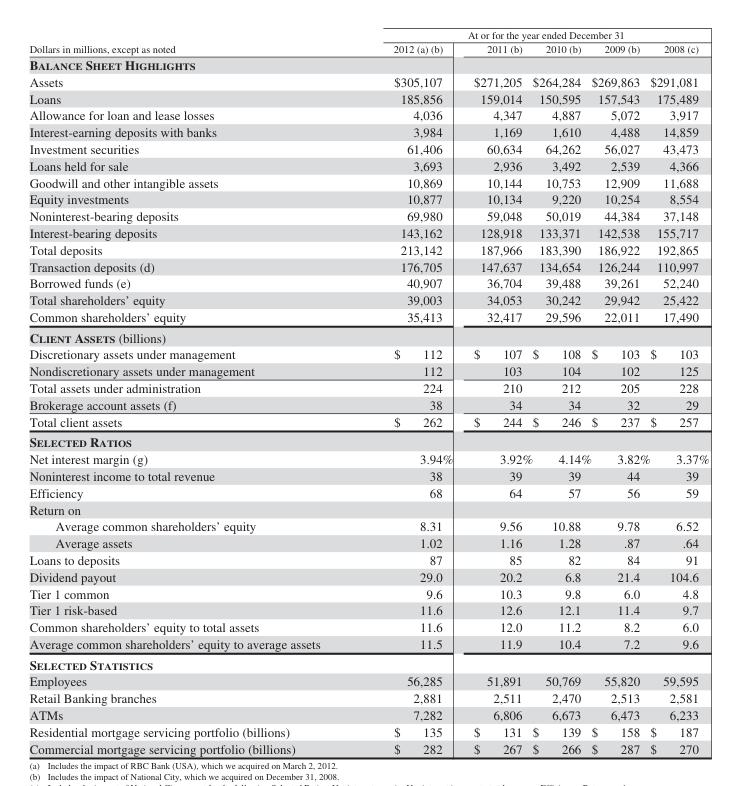 At or for the year ended December 31
Dollars in millions, except as noted 2012 (a) (b) 2011 (b) 2010 (b) 2009 (b) 2008 (c)
BALANCE SHEET HIGHLIGHTS
Assets $305,107 $271,205 $264,284 $269,863 $291,081
Loans 185,856 159,014 150,595 157,543 175,489
Allowance for loan and lease losses 4,036 4,347 4,887 5,072 3,917
Interest-earning deposits with banks 3,984 1,169 1,610 4,488 14,859
Investment securities 61,406 60,634 64,262 56,027 43,473
Loans held for sale 3,693 2,936 3,492 2,539 4,366
Goodwill and other intangible assets 10,869 10,144 10,753 12,909 11,688
Equity investments 10,877 10,134 9,220 10,254 8,554
Noninterest-bearing deposits 69,980 59,048 50,019 44,384 37,148
Interest-bearing deposits 143,162 128,918 133,371 142,538 155,717
Total deposits 213,142 187,966 183,390 186,922 192,865
Transaction deposits (d) 176,705 147,637 134,654 126,244 110,997
Borrowed funds (e) 40,907 36,704 39,488 39,261 52,240
Total shareholders' equity 39,003 34,053 30,242 29,942 25,422
Common shareholders' equity 35,413 32,417 29,596 22,011 17,490
CLIENT ASSETS (billions)
Discretionary assets under management $ 112 $ 107 $ 108 $ 103 $ 103
Nondiscretionary assets under management 112 103 104 102 125
Total assets under administration 224 210 212 205 228
Brokerage account assets (f) 38 34 34 32 29
Total client assets $ 262 $ 244 $ 246 $ 237 $ 257
SELECTED RATIOS
Net interest margin (g) 3.94% 3.92% 4.14% 3.82% 3.37%
Noninterest income to total revenue 38 39 39 44 39
Efficiency 68 64 57 56 59
Return on
Average common shareholders' equity 8.31 9.56 10.88 9.78 6.52
Average assets 1.02 1.16 1.28 .87 .64
Loans to deposits 87 85 82 84 91
Dividend payout 29.0 20.2 6.8 21.4 104.6
Tier 1 common 9.6 10.3 9.8 6.0 4.8
Tier 1 risk-based 11.6 12.6 12.1 11.4 9.7
Common shareholders' equity to total assets 11.6 12.0 11.2 8.2 6.0
Average common shareholders' equity to average assets 11.5 11.9 10.4 7.2 9.6
SELECTED STATISTICS
Employees 56,285 51,891 50,769 55,820 59,595
Retail Banking branches 2,881 2,511 2,470 2,513 2,581
ATMs 7,282 6,806 6,673 6,473 6,233
Residential mortgage servicing portfolio (billions) $ 135 $ 131 $ 139 $ 158 $ 187
Commercial mortgage servicing portfolio (billions) $ 282 $ 267 $ 266 $ 287 $ 270
(a) Includes the impact of RBC Bank (USA), which we acquired on March 2, 2012.
(b) Includes the impact of National City, which we acquired on December 31, 2008.